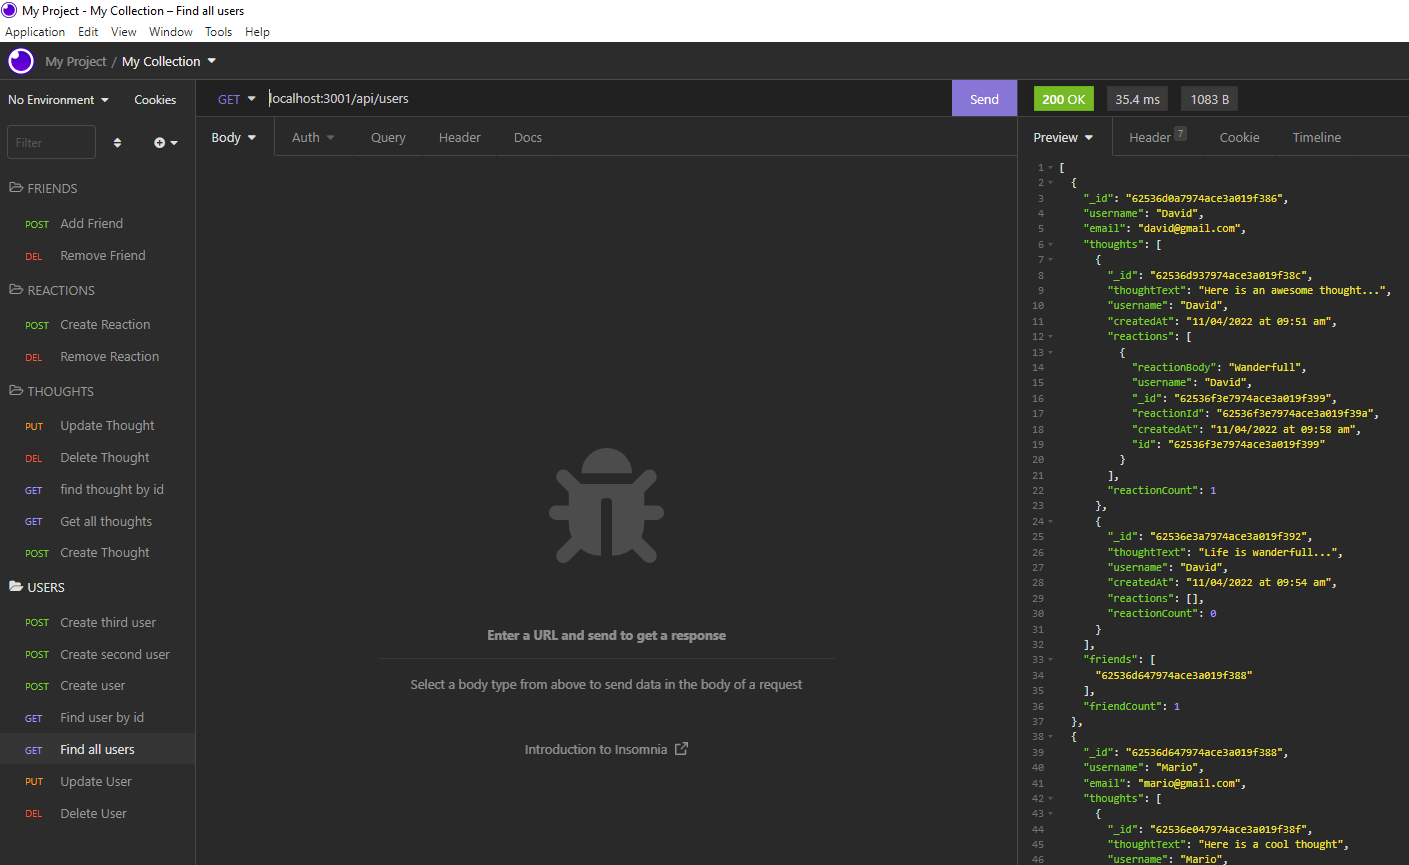 My Project - My Collection – Find all users
Application Edit View Window Tools Help
My Project / My Collection
No Environment Cookies
Filter
FRIENDS
POST Add Friend
DEL Remove Friend
REACTIONS
POST Create Reaction
DEL Remove Reaction
THOUGHTS
PUT Update Thought
DEL Delete Thought
GET find thought by id
GET Get all thoughts
POST Create Thought
USERS
POST Create third user
POST Create second user
POST Create user
GET Find user by id
GET Find all users
PUT Update User
DEL Delete User
GET localhost:3001/api/users Send
Body Auth Query Header Docs
Enter a URL and send to get a response
Select a body type from above to send data in the body of a request
Introduction to Insomnia
200 OK 35.4 ms 1083 B
Preview Header 7 Cookie Timeline
1 [
2 {
3 "_id": "62536d0a7974ace3a019f386",
4 "username": "David",
5 "email": "david@gmail.com",
6 "thoughts": [
7 {
8 "_id": "62536d937974ace3a019f38c",
9 "thoughtText": "Here is an awesome thought...",
10 "username": "David",
11 "createdAt": "11/04/2022 at 09:51 am",
12 "reactions": [
13 {
14 "reactionBody": "Wanderfull",
15 "username": "David",
16 "_id": "62536f3e7974ace3a019f399",
17 "reactionId": "62536f3e7974ace3a019f39a",
18 "createdAt": "11/04/2022 at 09:58 am",
19 "id": "62536f3e7974ace3a019f399"
20 }
21 ],
22 "reactionCount": 1
23 },
24 {
25 "_id": "62536e3a7974ace3a019f392",
26 "thoughtText": "Life is wanderfull...",
27 "username": "David",
28 "createdAt": "11/04/2022 at 09:54 am",
29 "reactions": [],
30 "reactionCount": 0
31 }
32 ],
33 "friends": [
34 "62536d647974ace3a019f388"
35 ],
36 "friendCount": 1
37 },
38 {
39 "_id": "62536d647974ace3a019f388",
40 "username": "Mario",
41 "email": "mario@gmail.com",
42 "thoughts": [
43 {
44 "_id": "62536e047974ace3a019f38f",
45 "thoughtText": "Here is a cool thought",
46 "username": "Mario",